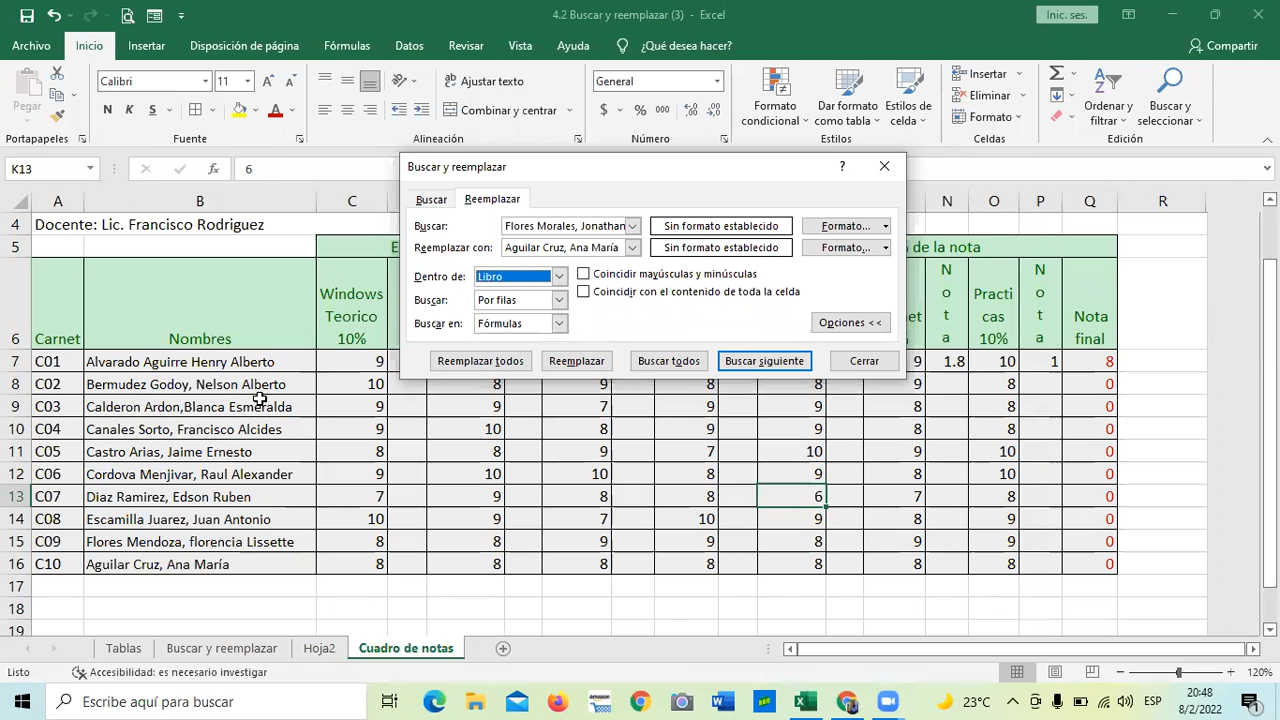 4.2 Buscar y reemplazar (3) - Excel
Inic. ses.
Archivo Inicio Insertar Disposición de página Fórmulas Datos Revisar Vista Ayuda ¿Qué desea hacer? Compartir
Pegar
Calibri 11
N K S
Ajustar texto
Combinar y centrar
General
$ % 000
Formato condicional
Dar formato como tabla
Estilos de celda
Insertar
Eliminar
Formato
Ordenar y filtrar
Buscar y seleccionar
Portapapeles Fuente Alineación Número Estilos Celdas Edición
K13 fx 6
Buscar y reemplazar ?
Buscar Reemplazar
Buscar: Flores Morales, Jonathan Sin formato establecido Formato...
Reemplazar con: Aguilar Cruz, Ana María Sin formato establecido Formato...
Dentro de: Libro Coincidir mayúsculas y minúsculas
Buscar: Por filas Coincidir con el contenido de toda la celda
Buscar en: Fórmulas Opciones <<
Reemplazar todos Reemplazar Buscar todos Buscar siguiente Cerrar
A B C N O P Q R
4 Docente: Lic. Francisco Rodriguez
5 E de la nota
6 Carnet Nombres Windows Teorico 10% et Nota Practicas 10% Nota Nota final
7 C01 Alvarado Aguirre Henry Alberto 9 9 1.8 10 1 8
8 C02 Bermudez Godoy, Nelson Alberto 10 8 9 9 8 8 8 0
9 C03 Calderon Ardon,Blanca Esmeralda 9 9 7 9 9 8 8 0
10 C04 Canales Sorto, Francisco Alcides 9 10 8 9 9 8 8 0
11 C05 Castro Arias, Jaime Ernesto 8 8 9 7 10 9 10 0
12 C06 Cordova Menjivar, Raul Alexander 9 10 10 8 9 8 10 0
13 C07 Diaz Ramirez, Edson Ruben 7 9 8 8 6 7 8 0
14 C08 Escamilla Juarez, Juan Antonio 10 9 7 10 9 8 9 0
15 C09 Flores Mendoza, florencia Lissette 8 8 9 9 8 9 9 0
16 C10 Aguilar Cruz, Ana María 8 8 8 8 8 8 8 0
17
18
19
Tablas Buscar y reemplazar Hoja2 Cuadro de notas
Listo Accesibilidad: es necesario investigar 120%
Escribe aquí para buscar
amazon
23°C ESP 20:48
8/2/2022